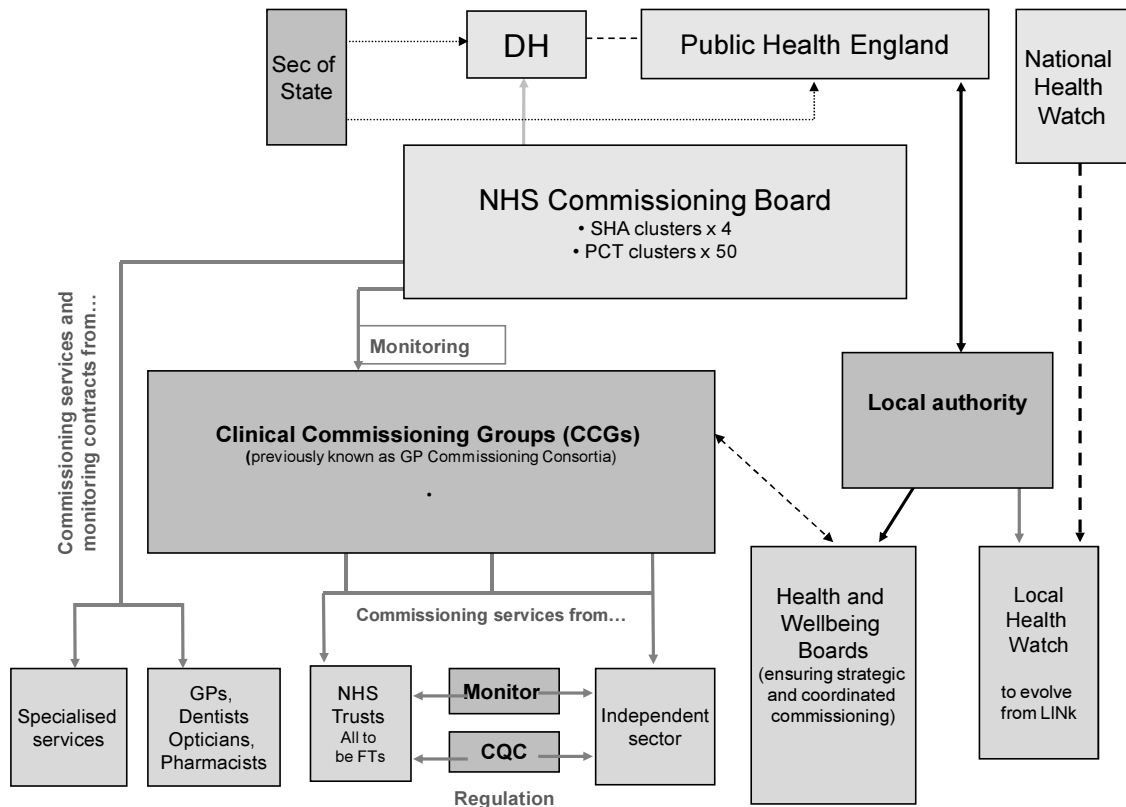 Sec of
State
DH
Public Health England
National
Health
Watch
NHS Commissioning Board
• SHA clusters x 4
• PCT clusters x 50
Commissioning services and
monitoring contracts from…
Monitoring
Clinical Commissioning Groups (CCGs)
(previously known as GP Commissioning Consortia)
.
Local authority
Commissioning services from…
Specialised
services
GPs,
Dentists
Opticians,
Pharmacists
NHS
Trusts
All to
be FTs
Monitor
CQC
Regulation
Independent
sector
Health and
Wellbeing
Boards
(ensuring strategic
and coordinated
commissioning)
Local
Health
Watch
to evolve
from LINk